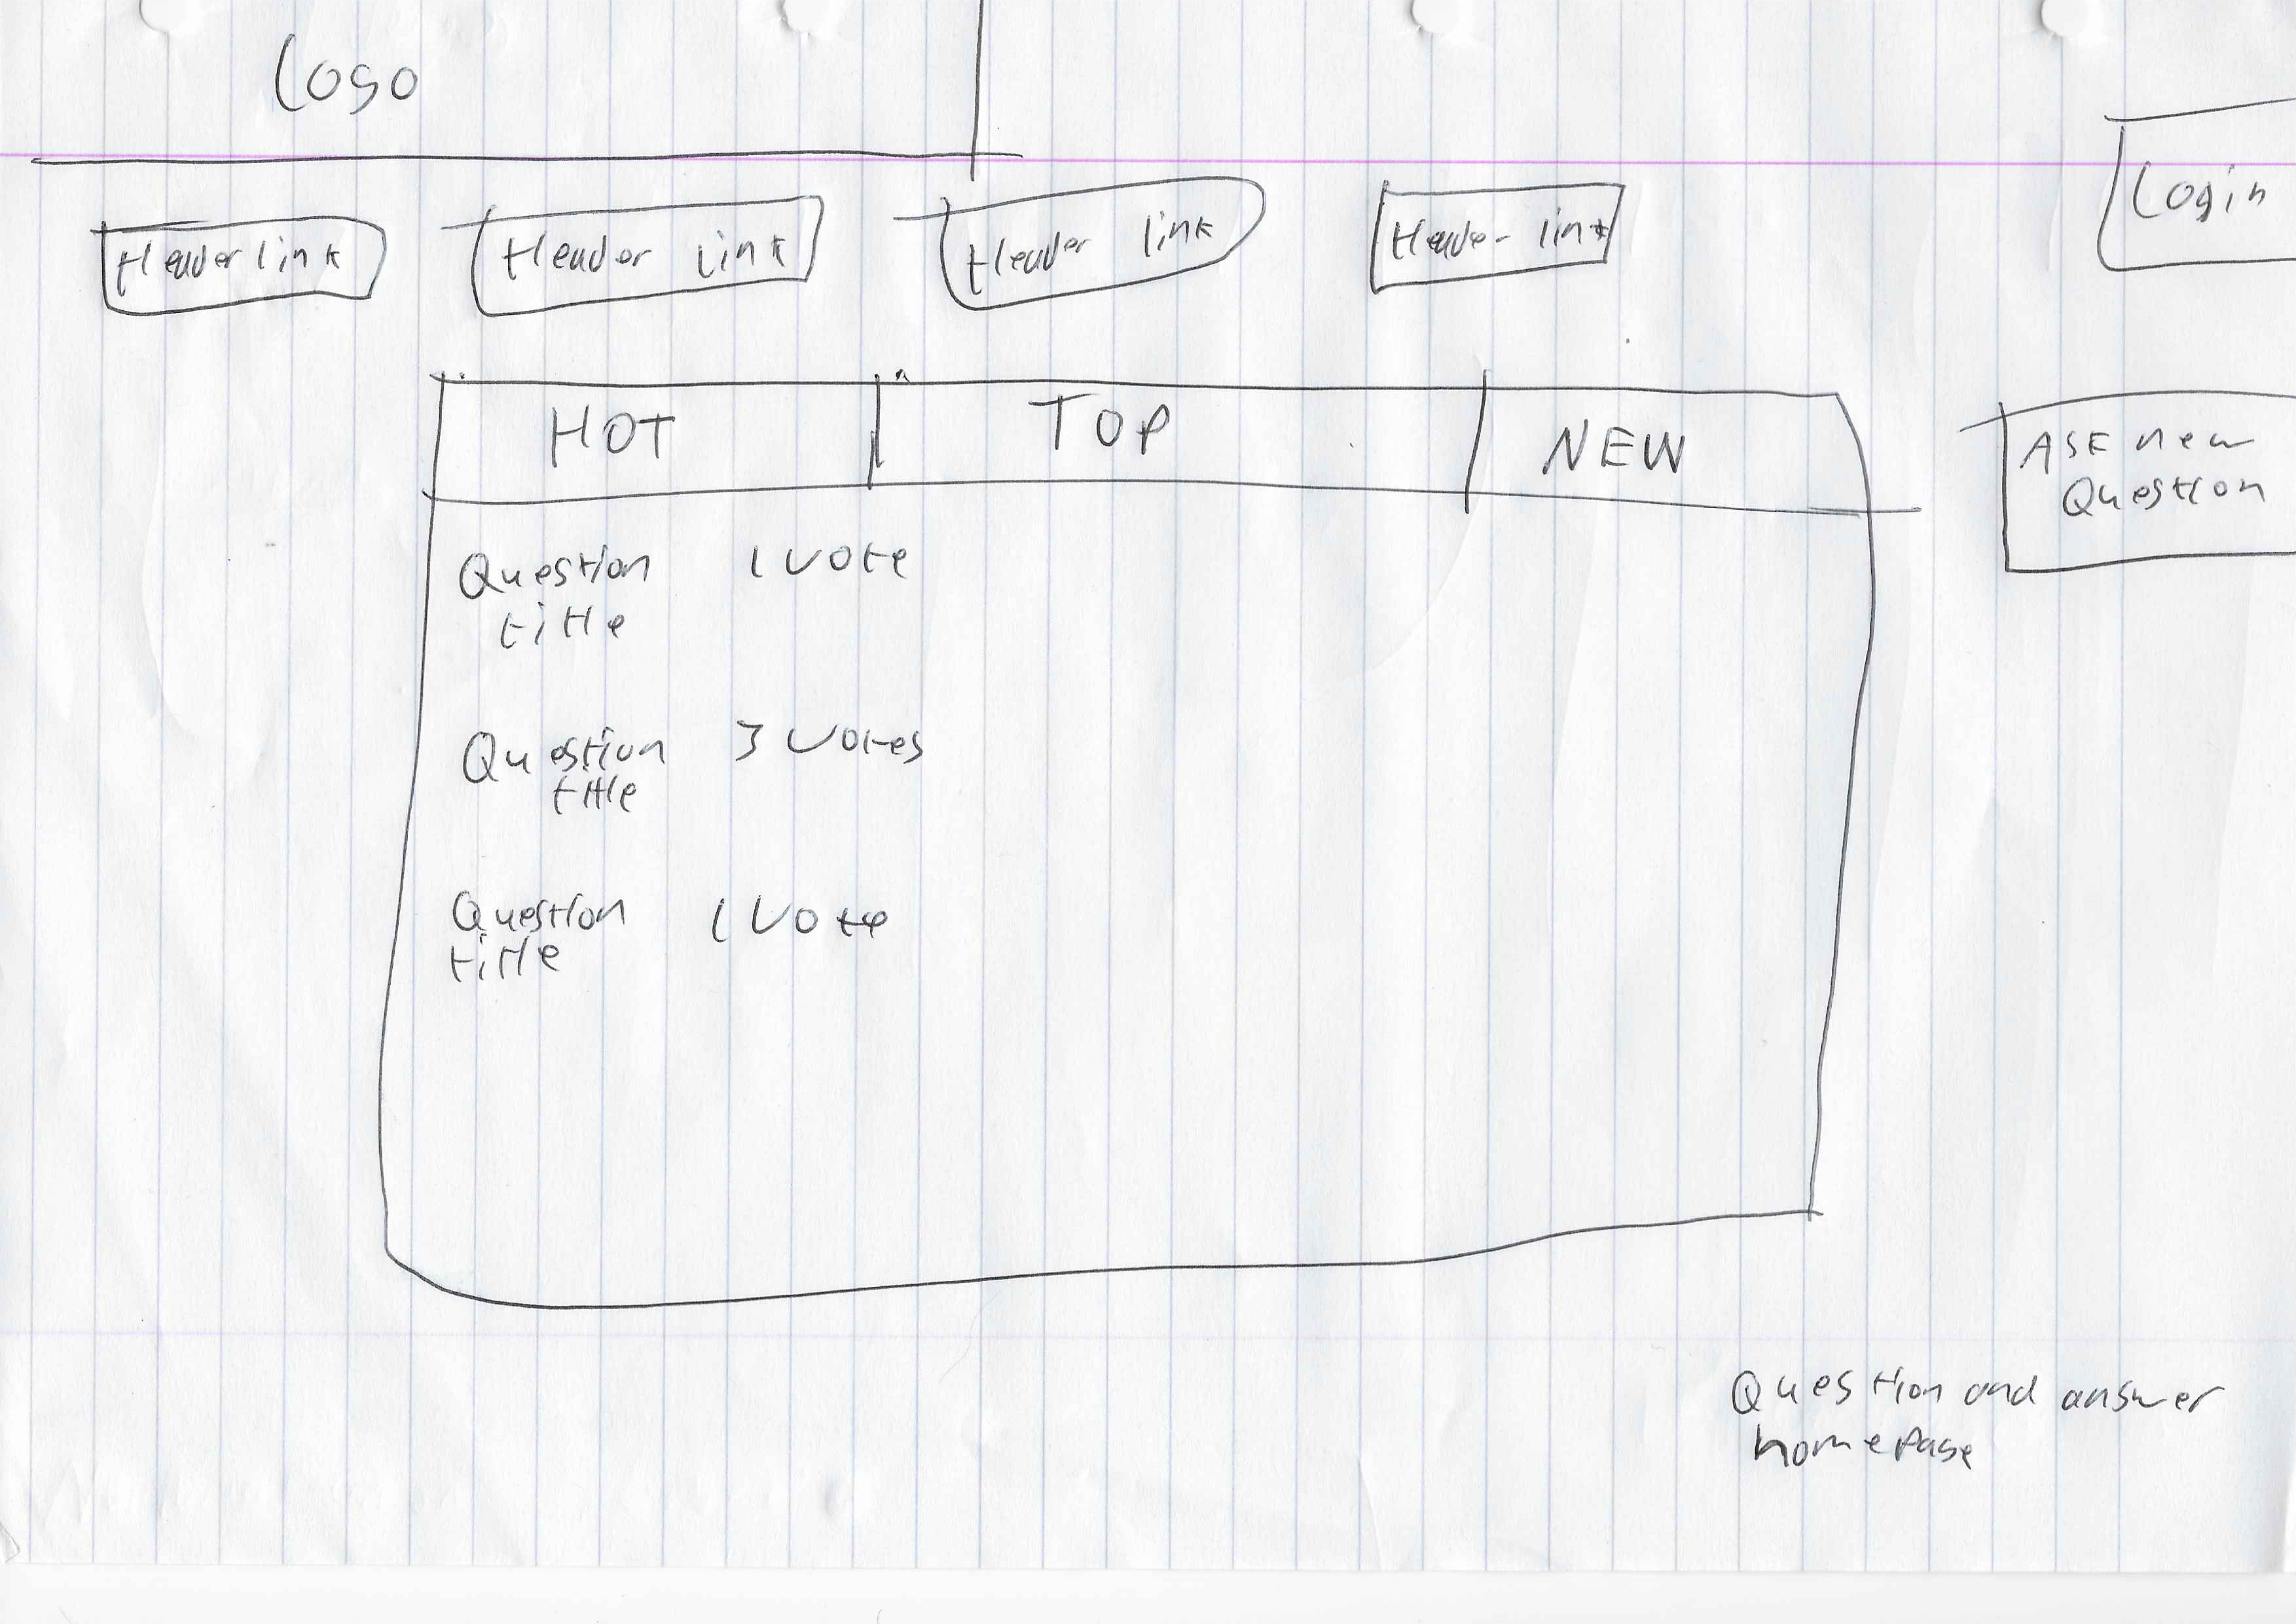 Logo
Login
Header link Header link Header link Header link
HOT TOP NEW
ASK new
Question
Question 1 vote
title
Question 3 votes
title
Question 1 vote
title
Question and answer
homepage